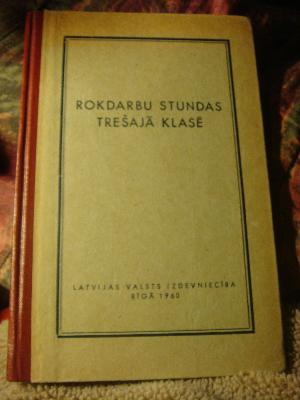 ROKDARBU STUNDAS
TREŠAJĀ KLASĒ
LATVIJAS VALSTS IZDEVNIECĪBA
RĪGĀ 1960